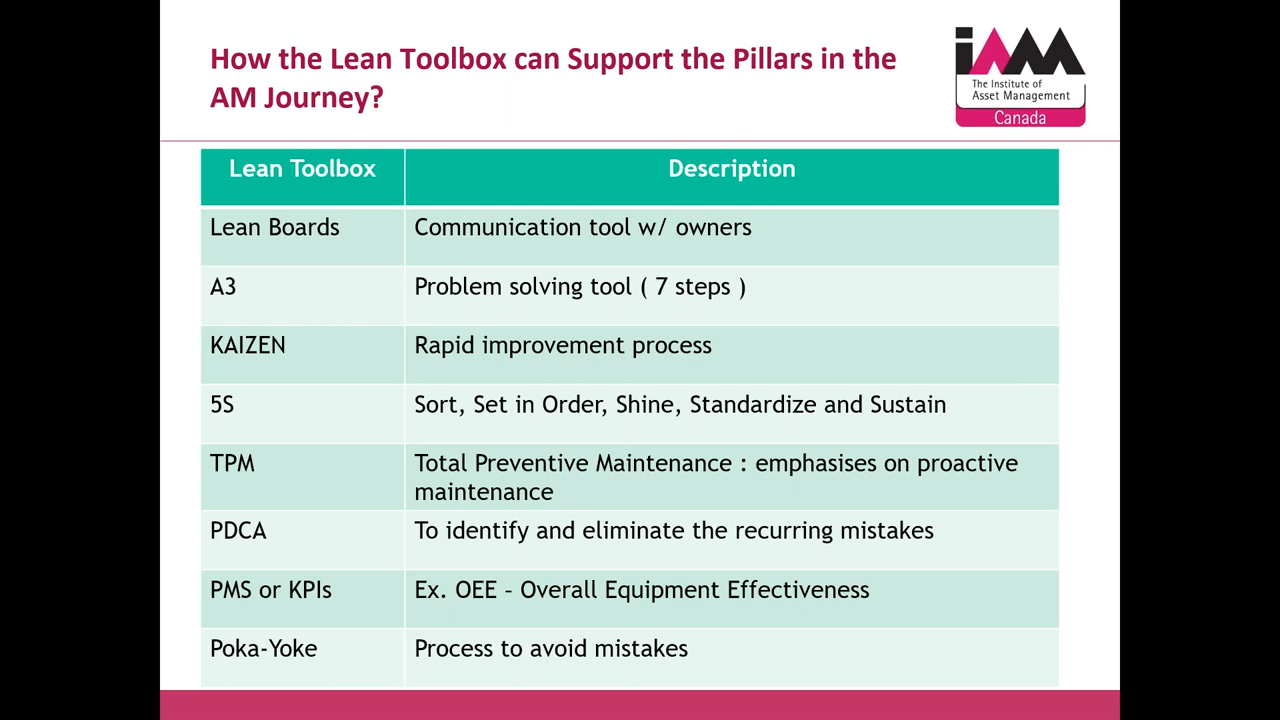 How the Lean Toolbox can Support the Pillars in the
AM Journey?
iAM
The Institute of
Asset Management
Canada
Lean Toolbox Description
Lean Boards Communication tool w/ owners
A3 Problem solving tool ( 7 steps )
KAIZEN Rapid improvement process
5S Sort, Set in Order, Shine, Standardize and Sustain
TPM Total Preventive Maintenance : emphasises on proactive
maintenance
PDCA To identify and eliminate the recurring mistakes
PMS or KPIs Ex. OEE – Overall Equipment Effectiveness
Poka-Yoke Process to avoid mistakes